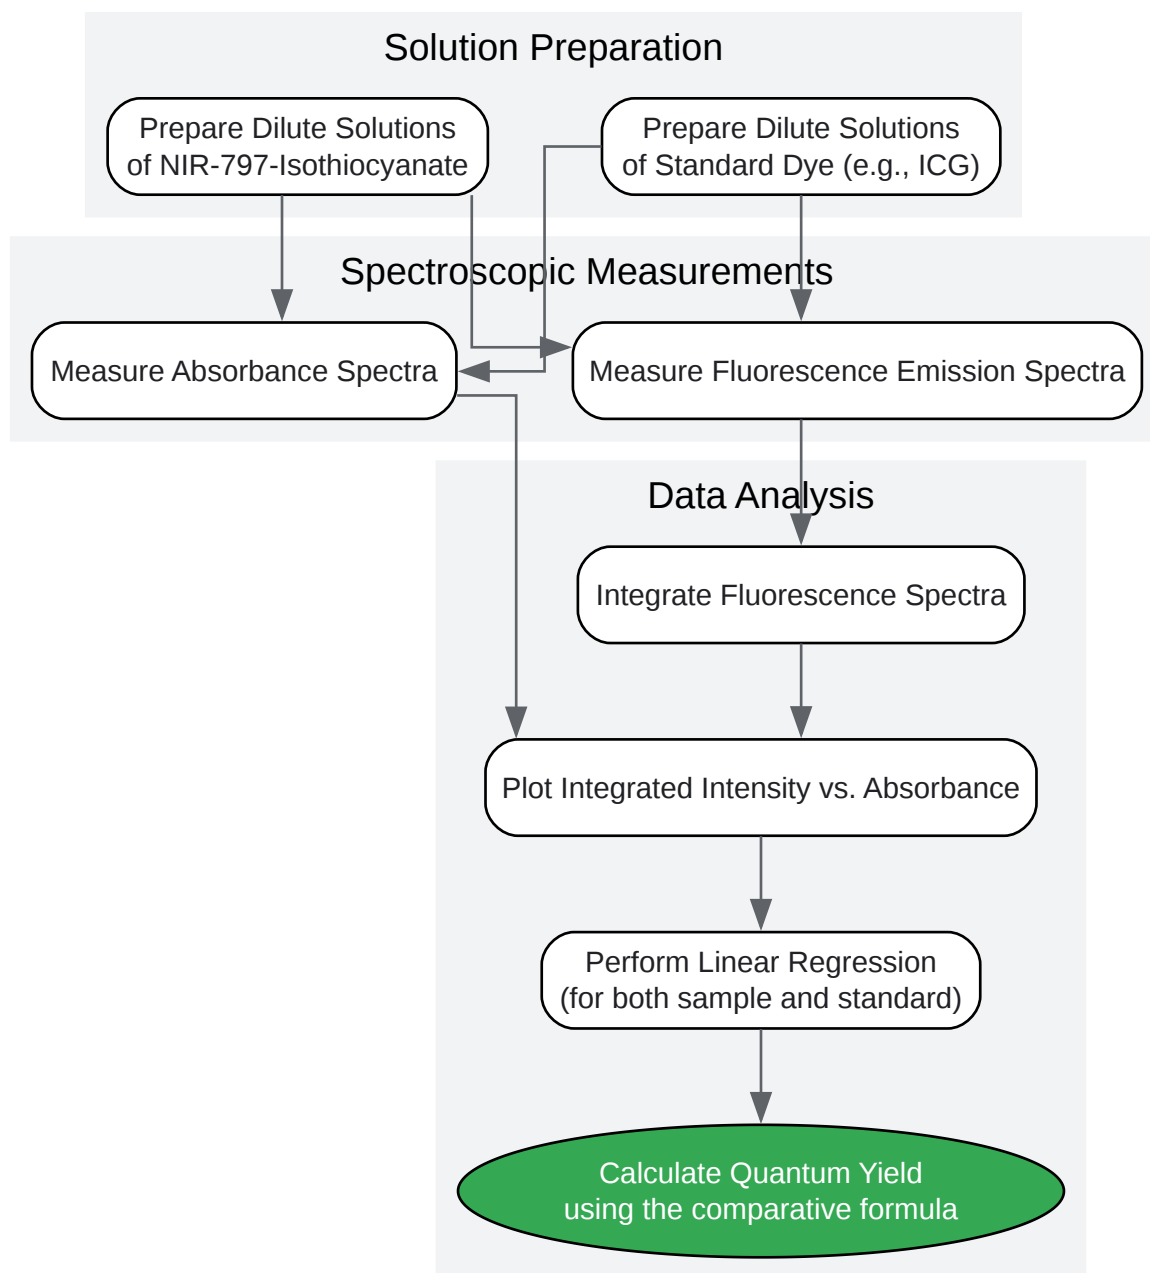 Solution Preparation
Prepare Dilute Solutions
of NIR-797-Isothiocyanate
Prepare Dilute Solutions
of Standard Dye (e.g., ICG)
Spectroscopic Measurements
Measure Absorbance Spectra
Measure Fluorescence Emission Spectra
Data Analysis
Integrate Fluorescence Spectra
Plot Integrated Intensity vs. Absorbance
Perform Linear Regression
(for both sample and standard)
Calculate Quantum Yield
using the comparative formula